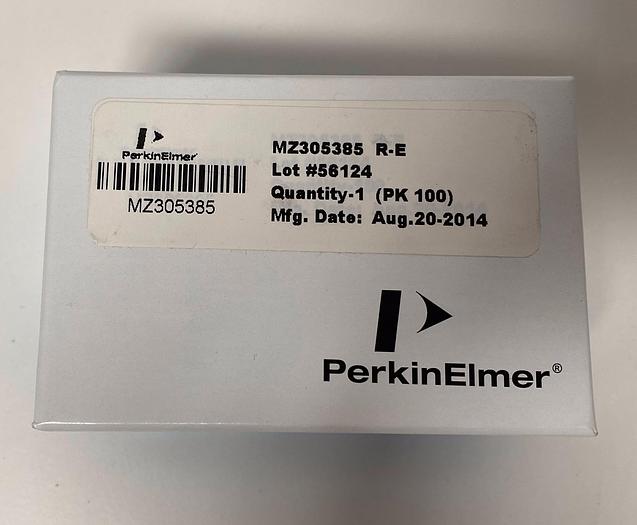 PerkinElmer
MZ305385
MZ305385 R-E
Lot #56124
Quantity-1 (PK 100)
Mfg. Date: Aug.20-2014
PerkinElmer®